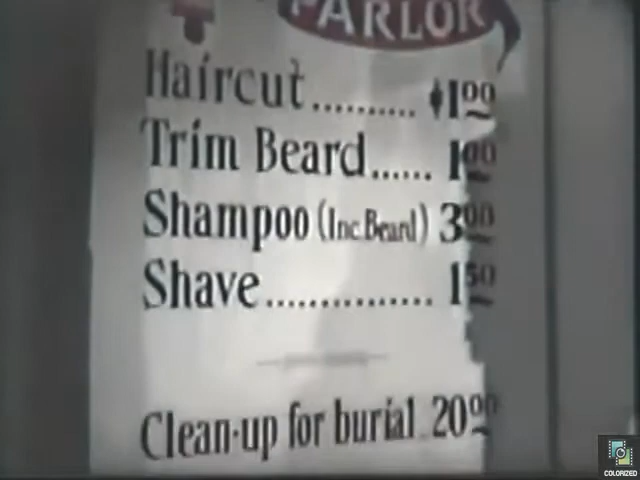 PARLOR
Haircut.......... $1.00
Trim Beard...... 1.00
Shampoo (Inc.Beard) 3.00
Shave............... 1.50
Clean-up for burial..20.00
COLORIZED